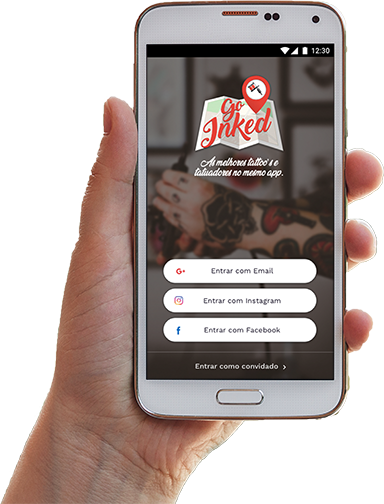 12:30
Go
Inked
As melhores tattoo's e
tatuadores no mesmo app.
G+ Entrar com Email
Entrar com Instagram
f Entrar com Facebook
Entrar como convidado >